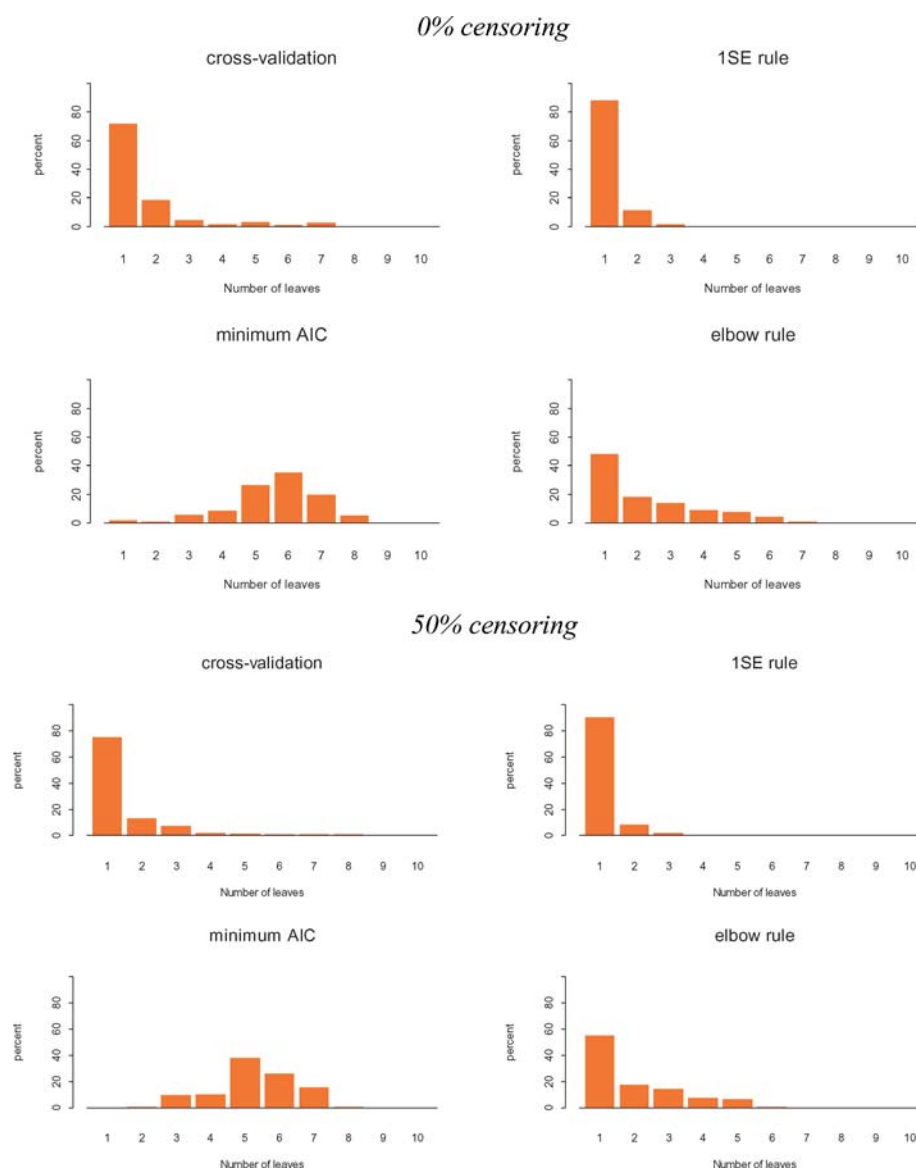 0% censoring
cross-validation
percent
0 20 40 60 80
1 2 3 4 5 6 7 8 9 10
Number of leaves
1SE rule
percent
0 20 40 60 80
1 2 3 4 5 6 7 8 9 10
Number of leaves
minimum AIC
percent
0 20 40 60 80
1 2 3 4 5 6 7 8 9 10
Number of leaves
elbow rule
percent
0 20 40 60 80
1 2 3 4 5 6 7 8 9 10
Number of leaves
50% censoring
cross-validation
percent
0 20 40 60 80
1 2 3 4 5 6 7 8 9 10
Number of leaves
1SE rule
percent
0 20 40 60 80
1 2 3 4 5 6 7 8 9 10
Number of leaves
minimum AIC
percent
0 20 40 60 80
1 2 3 4 5 6 7 8 9 10
Number of leaves
elbow rule
percent
0 20 40 60 80
1 2 3 4 5 6 7 8 9 10
Number of leaves